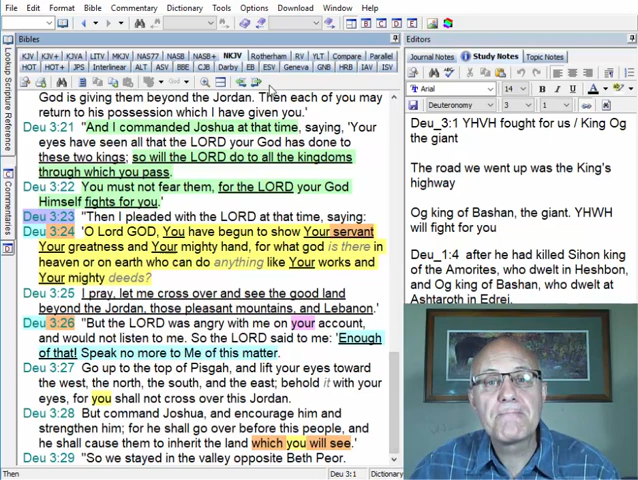 File Edit View Bible Commentary Dictionary Tools Options Download Window Help
Bibles
KJV KJV+ KJVA LITV MKJV NAS77 NASB NASB+ NKJV Rotherham RV YLT Compare Parallel
HOT HOT+ JPS Interlinear TS2009 ALT ASV BBE CJB Darby EB ESV Geneva GNB HRB IAV ISV
God is giving them beyond the Jordan. Then each of you may
return to his possession which I have given you.'
Deu 3:21 "And I commanded Joshua at that time, saying, 'Your
eyes have seen all that the LORD your God has done to
these two kings; so will the LORD do to all the kingdoms
through which you pass.
Deu 3:22 You must not fear them, for the LORD your God
Himself fights for you.'
Deu 3:23 "Then I pleaded with the LORD at that time, saying:
Deu 3:24 'O Lord GOD, You have begun to show Your servant
Your greatness and Your mighty hand, for what god is there in
heaven or on earth who can do anything like Your works and
Your mighty deeds?
Deu 3:25 I pray, let me cross over and see the good land
beyond the Jordan, those pleasant mountains, and Lebanon.'
Deu 3:26 "But the LORD was angry with me on your account,
and would not listen to me. So the LORD said to me: 'Enough
of that! Speak no more to Me of this matter.
Deu 3:27 Go up to the top of Pisgah, and lift your eyes toward
the west, the north, the south, and the east; behold it with your
eyes, for you shall not cross over this Jordan.
Deu 3:28 But command Joshua, and encourage him and
strengthen him; for he shall go over before this people, and
he shall cause them to inherit the land which you will see.'
Deu 3:29 "So we stayed in the valley opposite Beth Peor.
Then
Lookup Scripture Reference
Commentaries
Editors
Journal Notes Study Notes Topic Notes
Arial 14 B I U
Deuteronomy 3 1
Deu_3:1 YHVH fought for us / King Og
the giant
The road we went up was the King's
highway
Og king of Bashan, the giant. YHWH
will fight for you
Deu_1:4 after he had killed Sihon king
of the Amorites, who dwelt in Heshbon,
and Og king of Bashan, who dwelt at
Ashtaroth in Edrei.
Deu 3:1 Dictionary